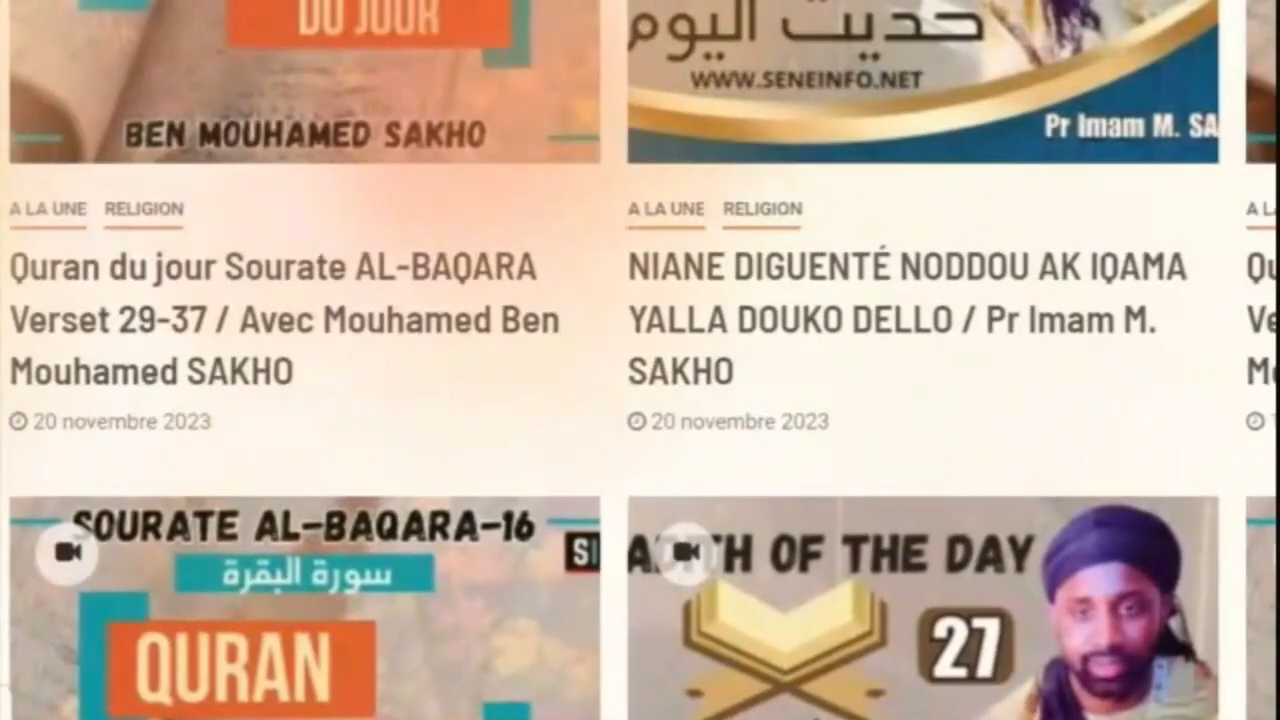 DU JOUR
BEN MOUHAMED SAKHO
حديث اليوم
WWW.SENEINFO.NET
Pr Imam M. SA
A LA UNE RELIGION
Quran du jour Sourate AL-BAQARA
Verset 29-37 / Avec Mouhamed Ben
Mouhamed SAKHO
20 novembre 2023
A LA UNE RELIGION
NIANE DIGUENTÉ NODDOU AK IQAMA
YALLA DOUKO DELLO / Pr Imam M.
SAKHO
20 novembre 2023
SOURATE AL-BAQARA-16
سورة البقرة
QURAN
TH OF THE DAY
27